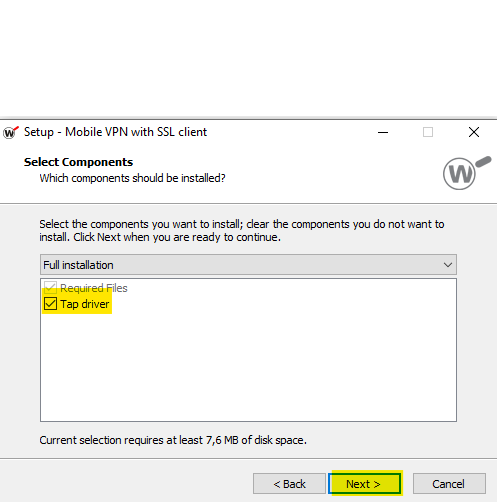 Setup - Mobile VPN with SSL client
Select Components
Which components should be installed?
W
Select the components you want to install; clear the components you do not want to
install. Click Next when you are ready to continue.
Full installation
Required Files
Tap driver
Current selection requires at least 7,6 MB of disk space.
< Back
Next >
Cancel